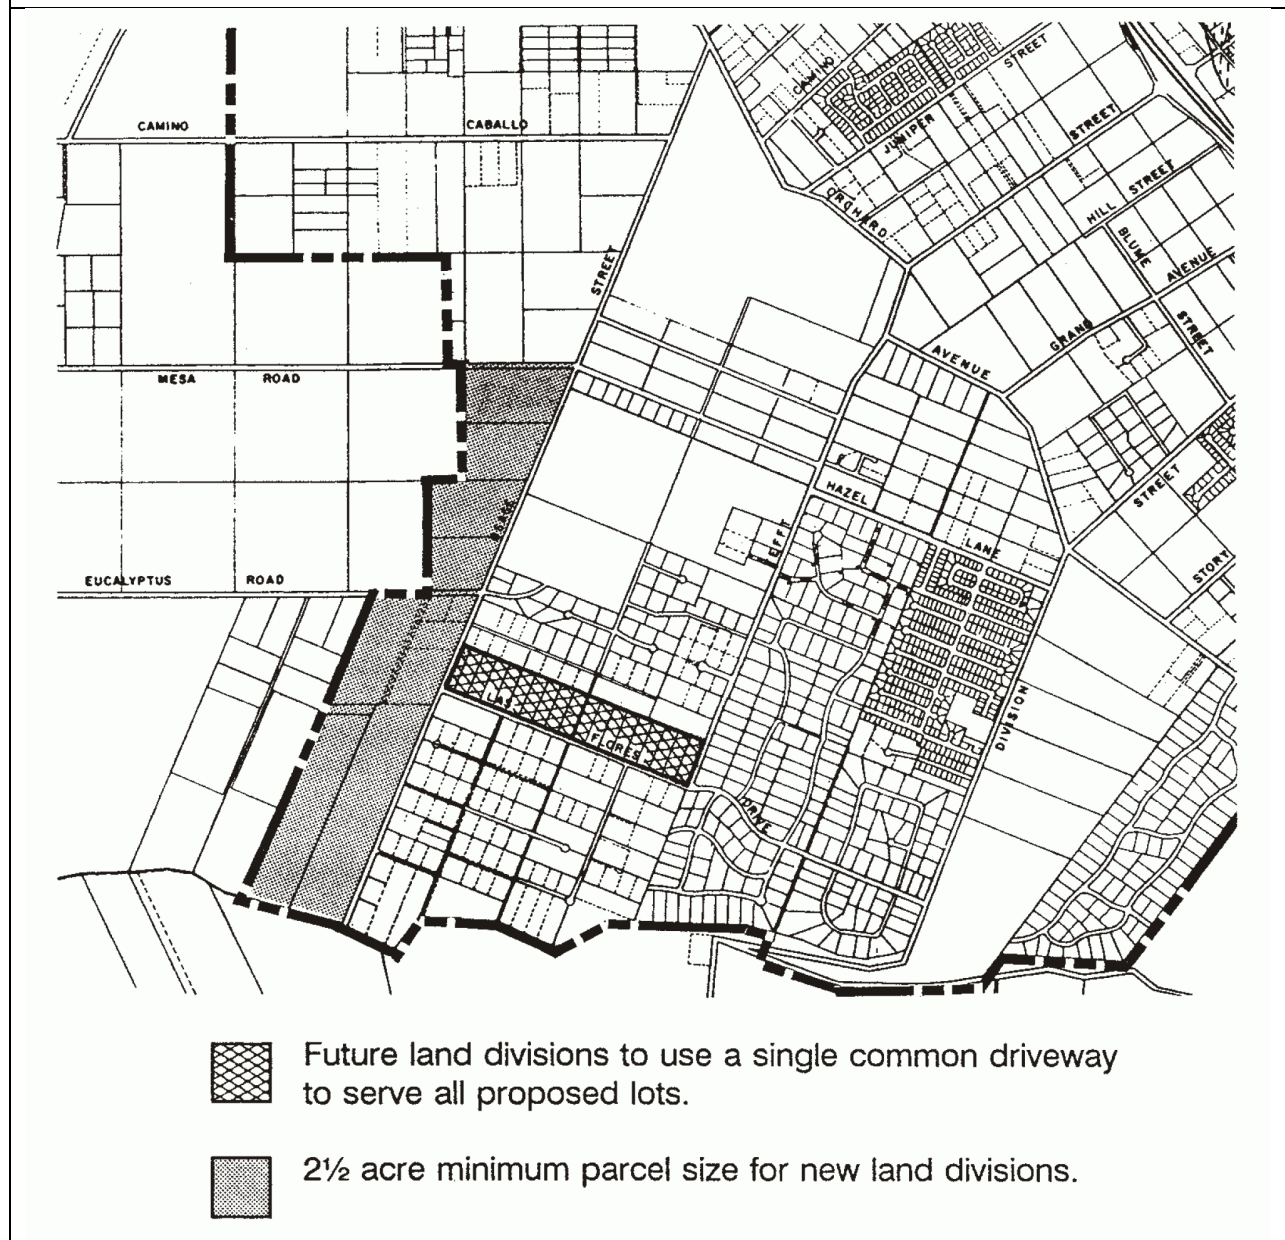 CAMINO
CABALLO
STREET
CAMINO
JUNIPER
STREET
ORCHARD
STREET
HILL STREET
BLUME
STREET
GRAND AVENUE
AVENUE
MESA ROAD
OSAGE
HAZEL
LANE
TEFFT
STREET
STORY
EUCALYPTUS ROAD
LAS
FLORES
DRIVE
DIVISION
Future land divisions to use a single common driveway
to serve all proposed lots.
2½ acre minimum parcel size for new land divisions.